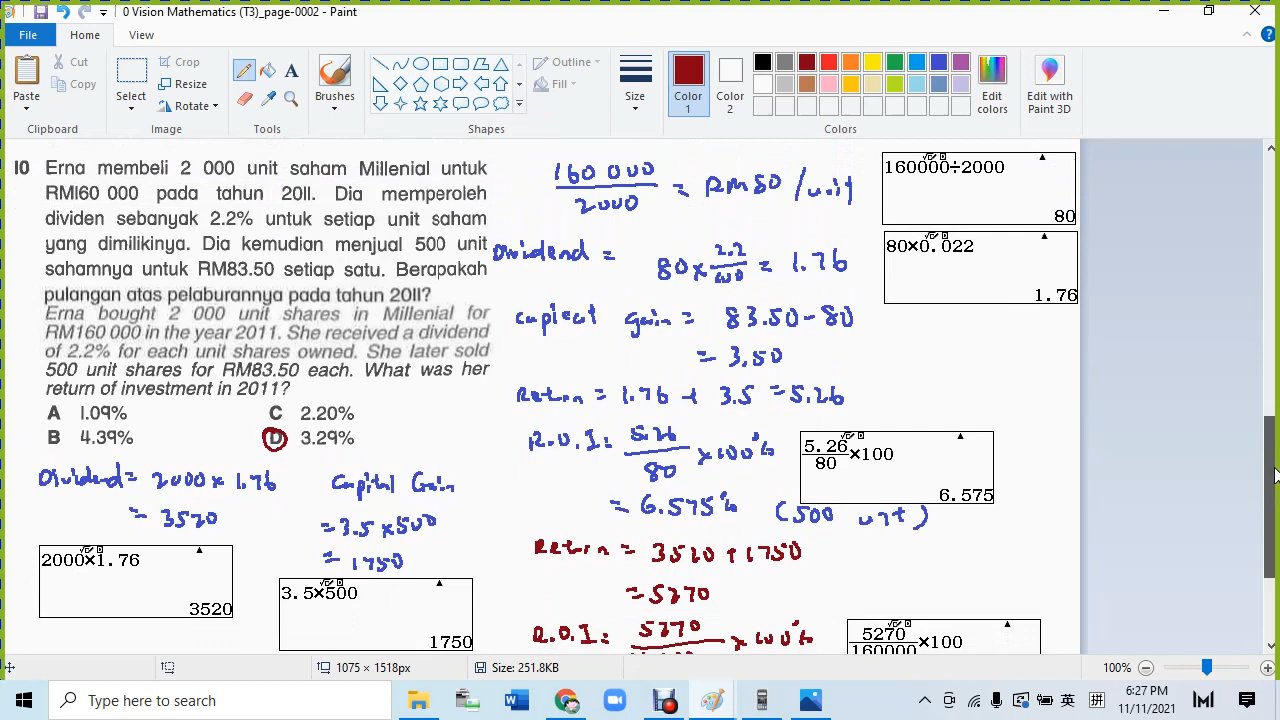 0 Vision Mathematics (T3)_page-0002 - Paint
File Home View
Paste
Cut
Copy
Clipboard
Select
Crop
Resize
Rotate
Image
Tools
Brushes
Shapes
Outline
Fill
Size
Color 1
Color 2
Edit colors
Edit with Paint 3D
Colors
10 Erna membeli 2 000 unit saham Millenial untuk
RM160 000 pada tahun 2011. Dia memperoleh
dividen sebanyak 2.2% untuk setiap unit saham
yang dimilikinya. Dia kemudian menjual 500 unit
sahamnya untuk RM83.50 setiap satu. Berapakah
pulangan atas pelaburannya pada tahun 2011?
Erna bought 2 000 unit shares in Millenial for
RM160 000 in the year 2011. She received a dividend
of 2.2% for each unit shares owned. She later sold
500 unit shares for RM83.50 each. What was her
return of investment in 2011?
A 1.09% C 2.20%
B 4.39% D 3.29%
Dividend = 2000 × 1.76
= 3520
2000×1.76
3520
Capital Gain
= 3.5 × 500
= 1750
3.5×500
1750
160 000 / 2000 = RM80 / unit
Dividend = 80 × 2.2/100 = 1.76
Capital gain = 83.50 - 80
= 3.50
Return = 1.76 + 3.5 = 5.26
R.O.I = 5.26/80 × 100%
= 6.575% (500 unit)
Return = 3520 + 1750
= 5270
R.O.I = 5270 × 100%
160000÷2000
80
80×0.022
1.76
5.26/80 ×100
6.575
5270/160000 ×100
1075 × 1518px
Size: 251.8KB
100%
Type here to search
英
拼
6:27 PM
11/11/2021